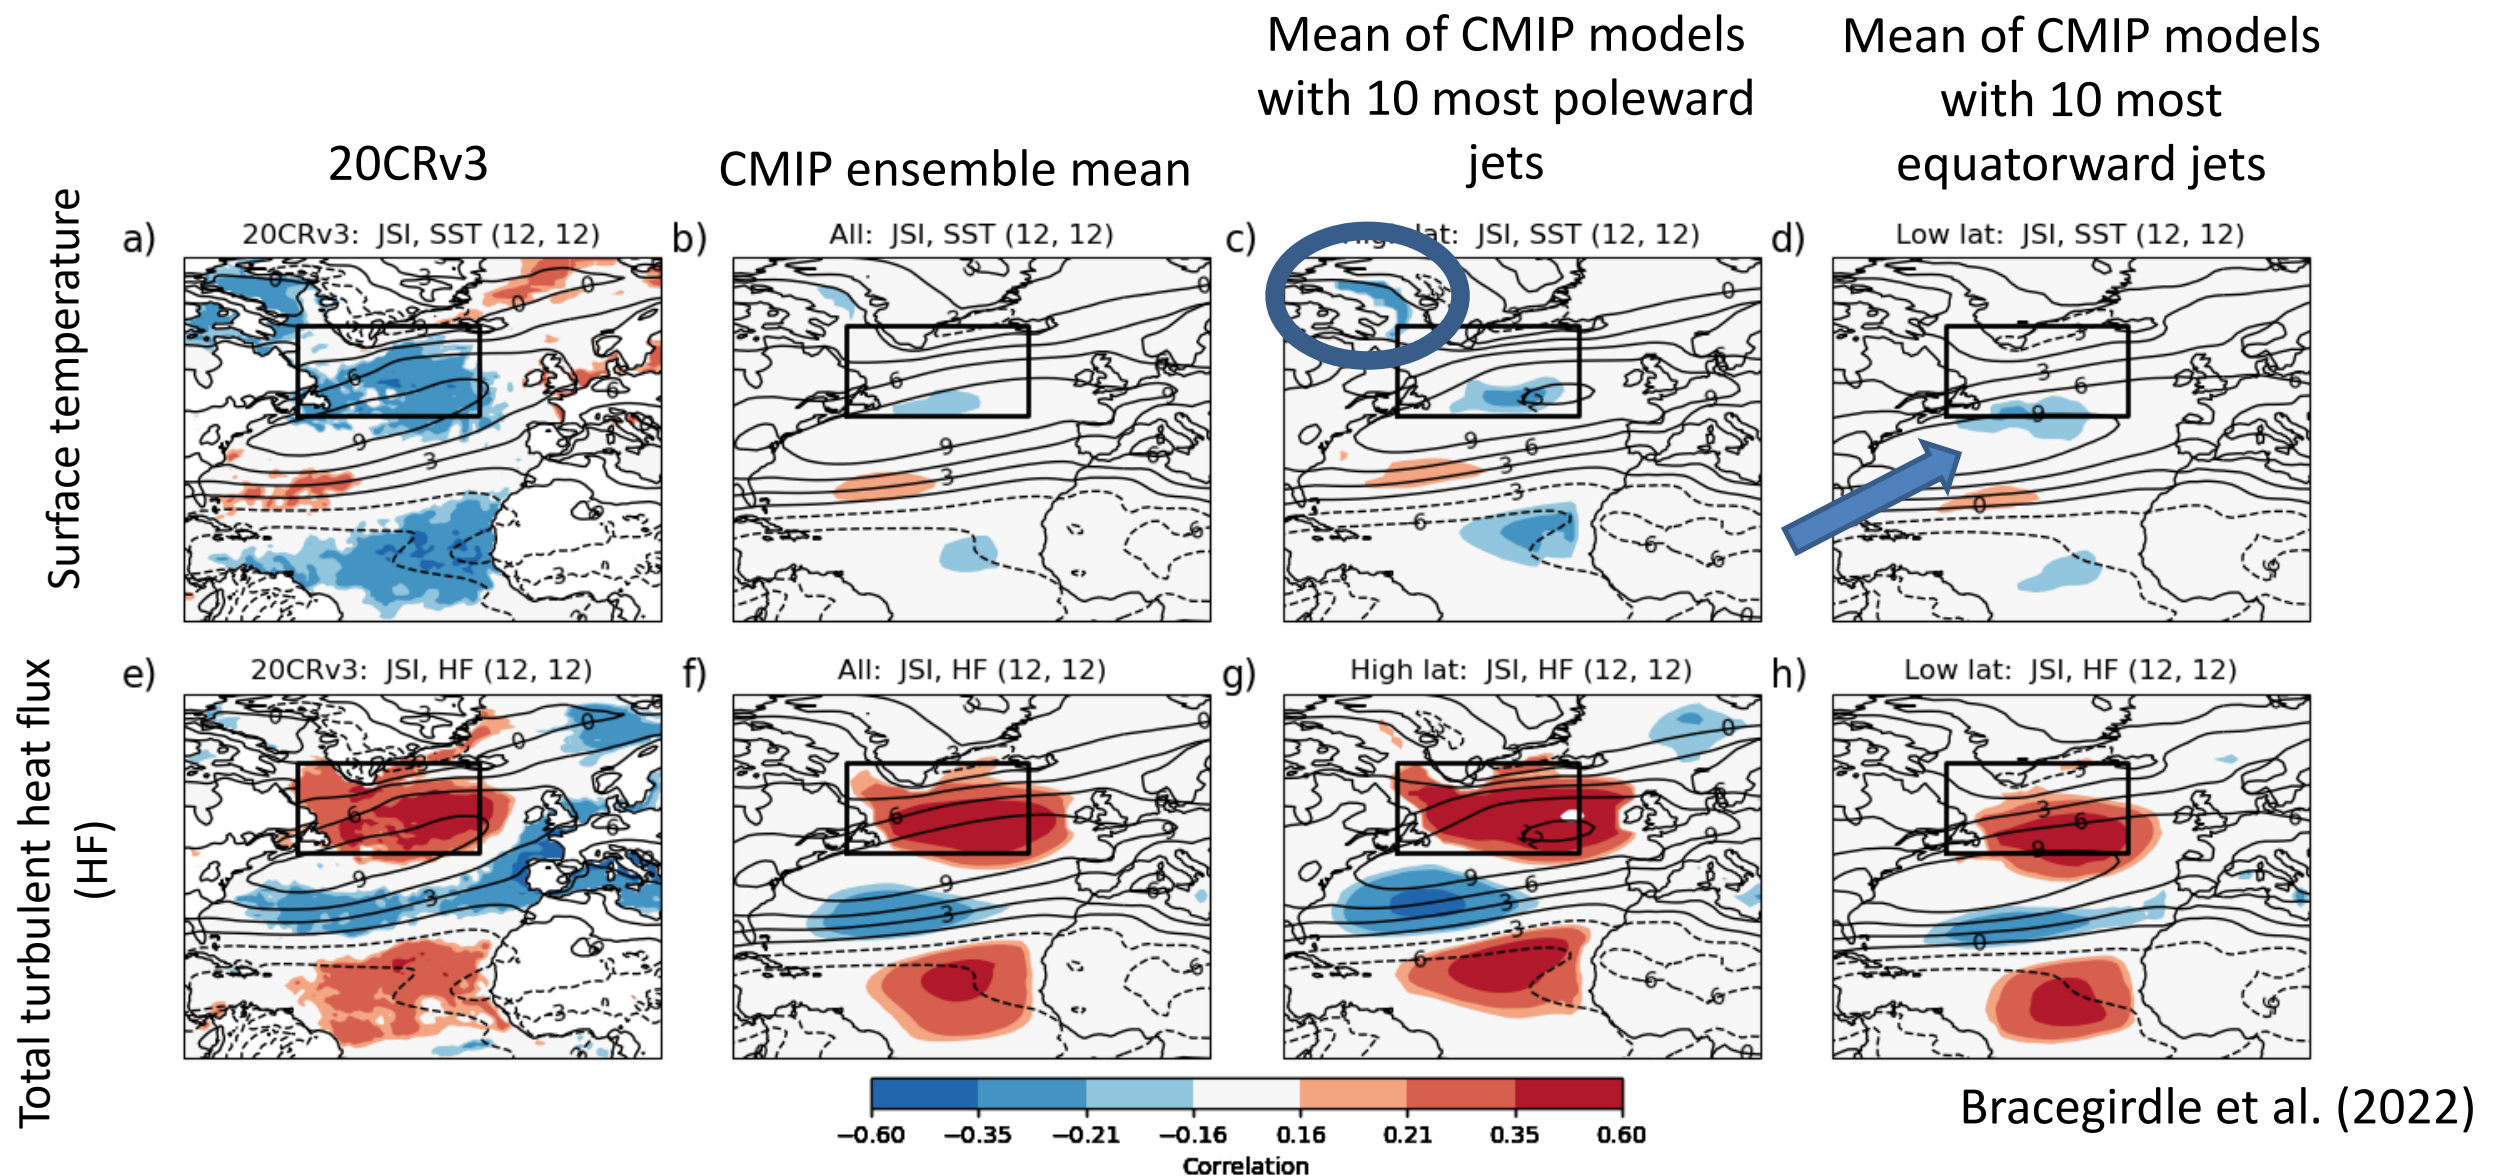 Mean of CMIP models
with 10 most poleward
jets
Mean of CMIP models
with 10 most
equatorward jets
20CRv3
CMIP ensemble mean
Surface temperature
a)
20CRv3: JSI, SST (12, 12)
b)
All: JSI, SST (12, 12)
c)
lat: JSI, SST (12, 12)
d)
Low lat: JSI, SST (12, 12)
Total turbulent heat flux
(HF)
e)
20CRv3: JSI, HF (12, 12)
f)
All: JSI, HF (12, 12)
g)
High lat: JSI, HF (12, 12)
h)
Low lat: JSI, HF (12, 12)
−0.60 −0.35 −0.21 −0.16 0.16 0.21 0.35 0.60
Correlation
Bracegirdle et al. (2022)